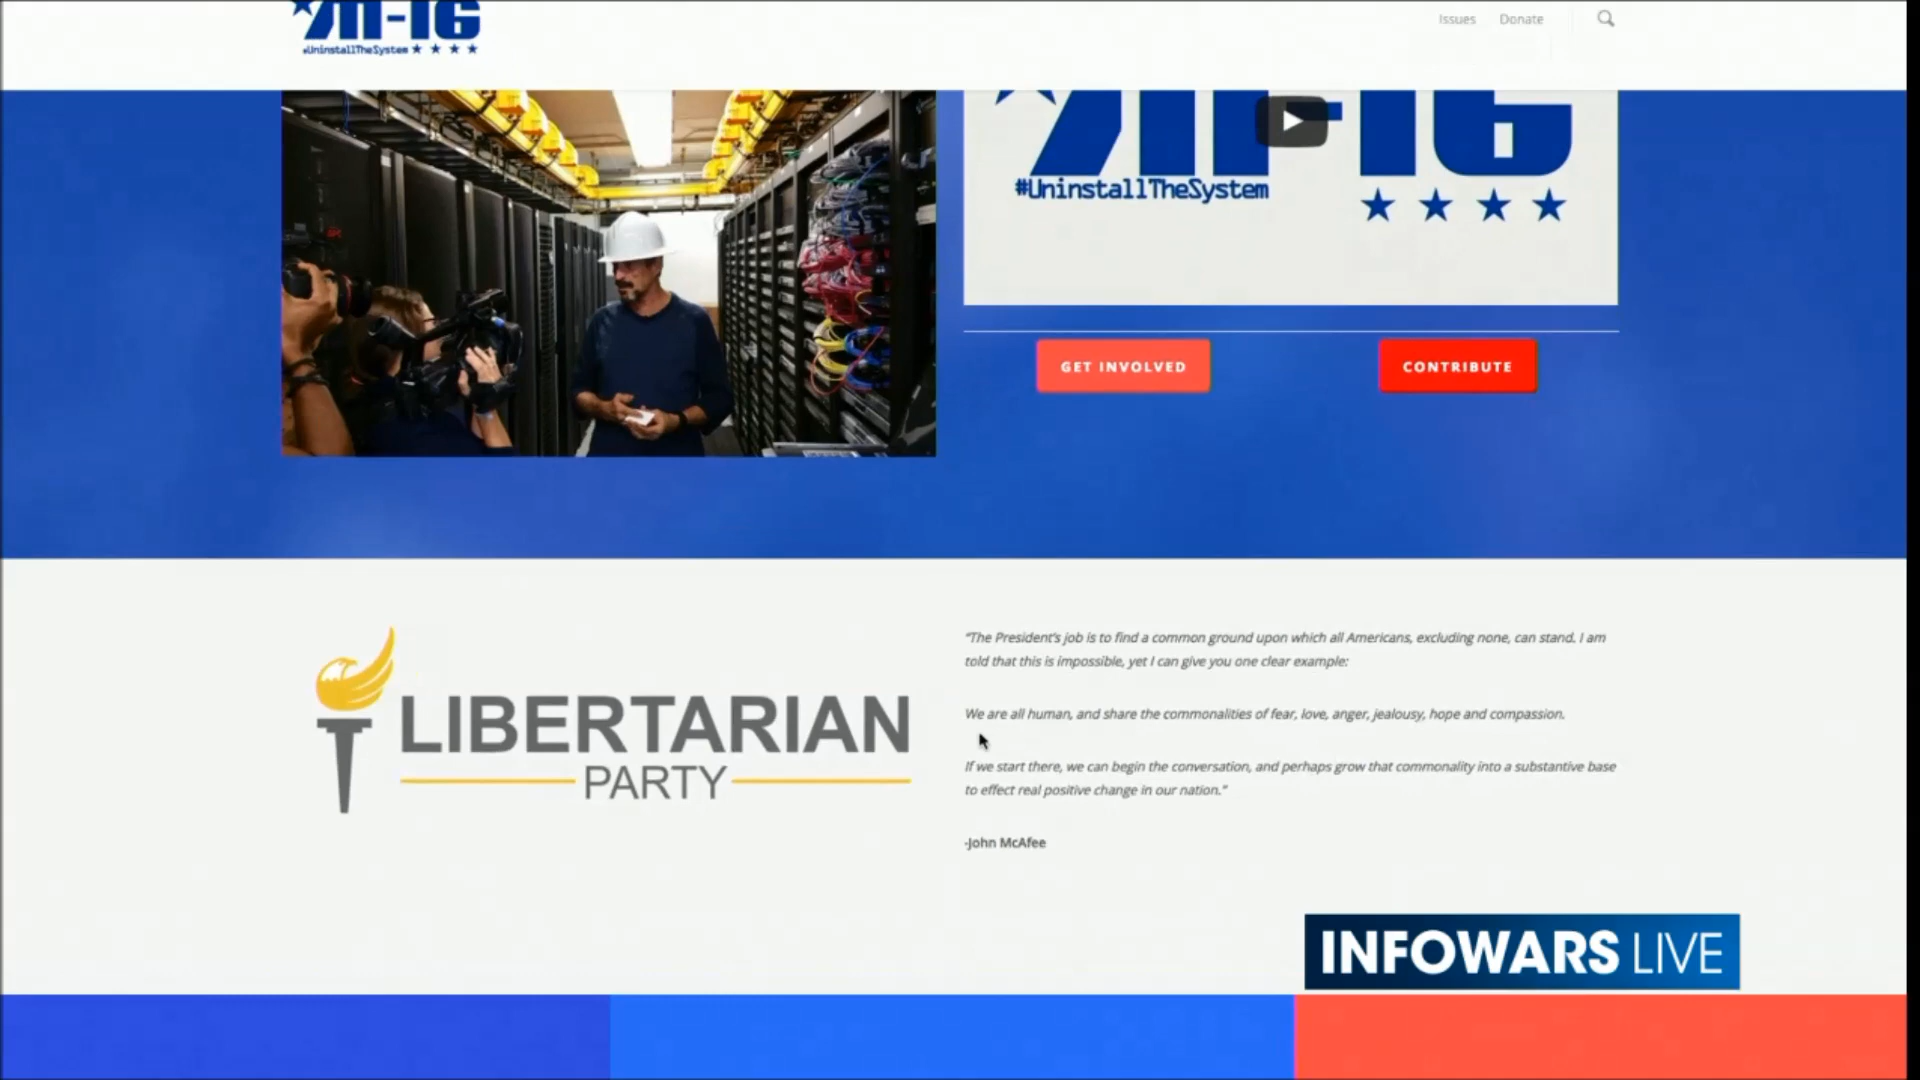 #UninstallTheSystem
Issues Donate
#UninstallTheSystem
GET INVOLVED
CONTRIBUTE
LIBERTARIAN
PARTY
"The President's job is to find a common ground upon which all Americans, excluding none, can stand. I am
told that this is impossible, yet I can give you one clear example:
We are all human, and share the commonalities of fear, love, anger, jealousy, hope and compassion.
If we start there, we can begin the conversation, and perhaps grow that commonality into a substantive base
to effect real positive change in our nation."
-John McAfee
INFOWARS LIVE